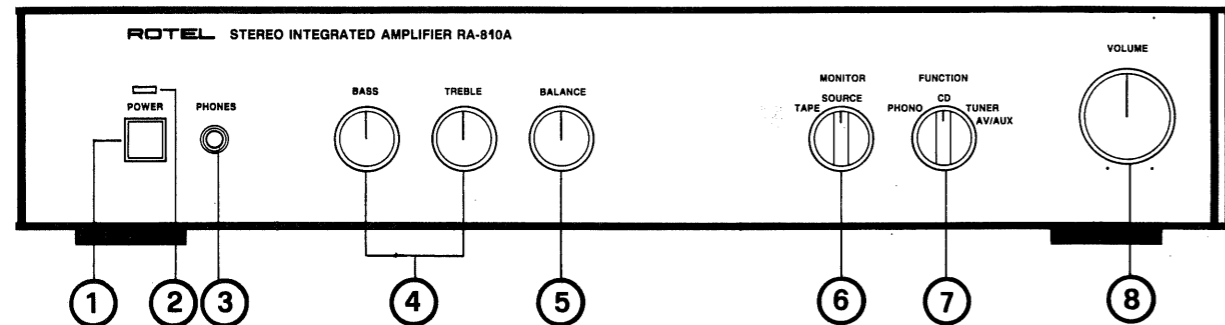 ROTEL STEREO INTEGRATED AMPLIFIER RA-810A
VOLUME
MONITOR FUNCTION
POWER PHONES BASS TREBLE BALANCE
TAPE SOURCE PHONO CD TUNER
AV/AUX
1 2 3 4 5 6 7 8